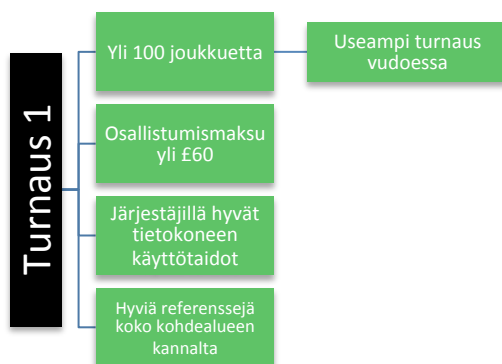 Turnaus 1
Yli 100 joukkuetta
Useampi turnaus
vudoessa
Osallistumismaksu
yli £60
Järjestäjillä hyvät
tietokoneen
käyttötaidot
Hyviä referenssejä
koko kohdealueen
kannalta